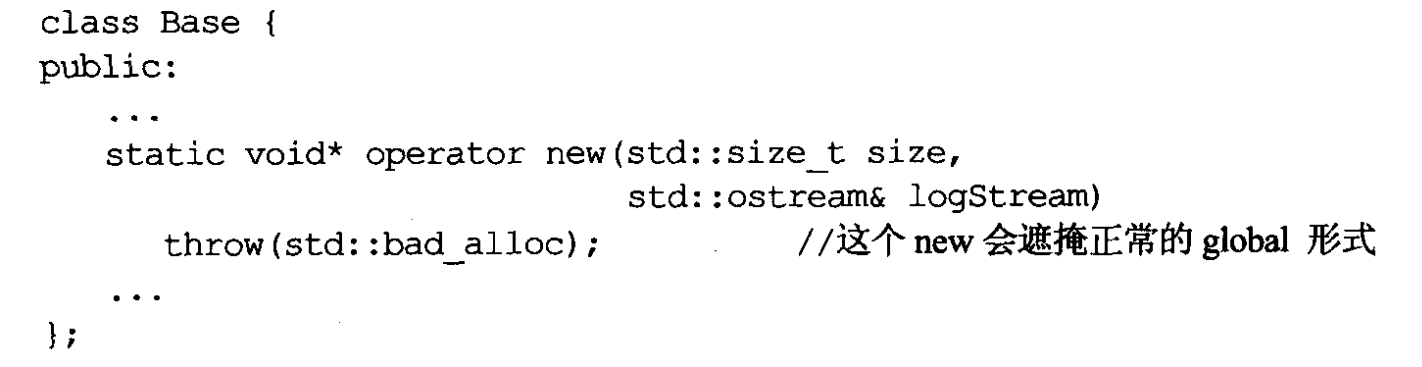 class Base {
public:
...
static void* operator new(std::size_t size,
std::ostream& logStream)
throw(std::bad_alloc); //这个 new 会遮掩正常的 global 形式
...
};